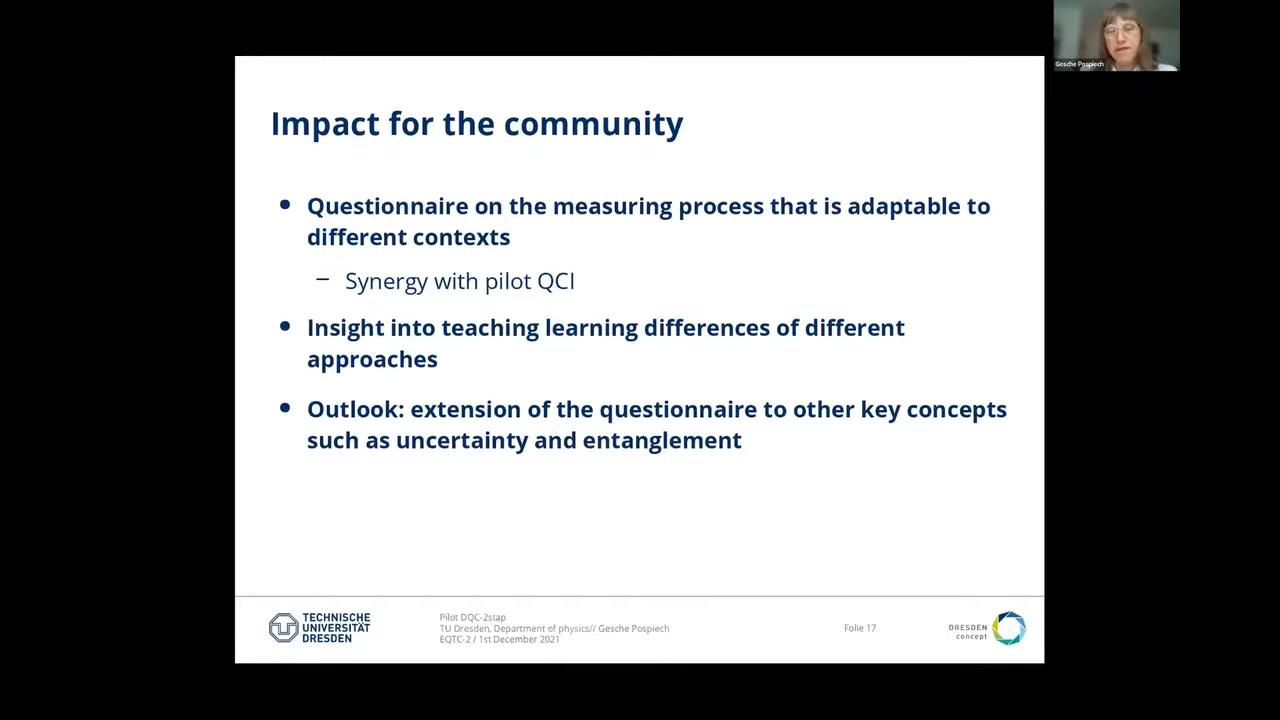 Gesche Pospiech
Impact for the community
• Questionnaire on the measuring process that is adaptable to
different contexts
– Synergy with pilot QCI
• Insight into teaching learning differences of different
approaches
• Outlook: extension of the questionnaire to other key concepts
such as uncertainty and entanglement
TECHNISCHE
UNIVERSITÄT
DRESDEN
Pilot DQC-2stap
TU Dresden, Department of physics// Gesche Pospiech
EQTC-2 / 1st December 2021
Folie 17
DRESDEN
concept